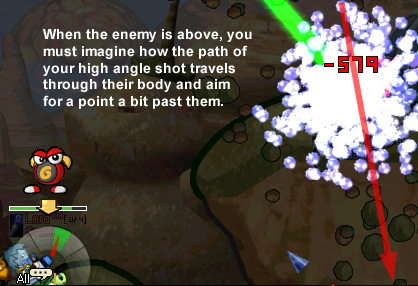 When the enemy is above, you
must imagine how the path of
your high angle shot travels
through their body and aim
for a point a bit past them.
-579
6
All